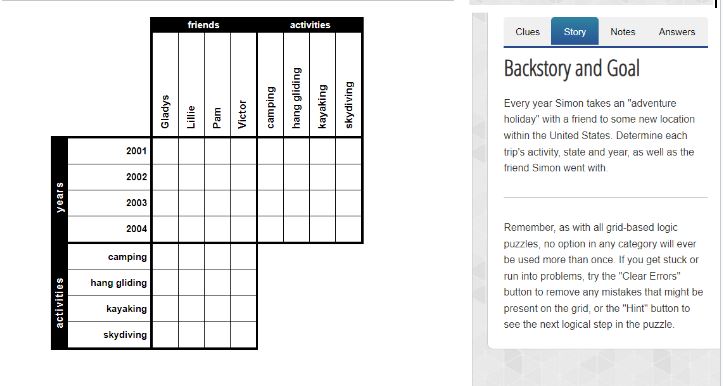 friends activities
Gladys Lillie Pam Victor camping hang gliding kayaking skydiving
years
2001
2002
2003
2004
activities
camping
hang gliding
kayaking
skydiving
Clues Story Notes Answers
Backstory and Goal
Every year Simon takes an "adventure
holiday" with a friend to some new location
within the United States. Determine each
trip's activity, state and year, as well as the
friend Simon went with
Remember, as with all grid-based logic
puzzles, no option in any category will ever
be used more than once. If you get stuck or
run into problems, try the "Clear Errors"
button to remove any mistakes that might be
present on the grid, or the "Hint" button to
see the next logical step in the puzzle.